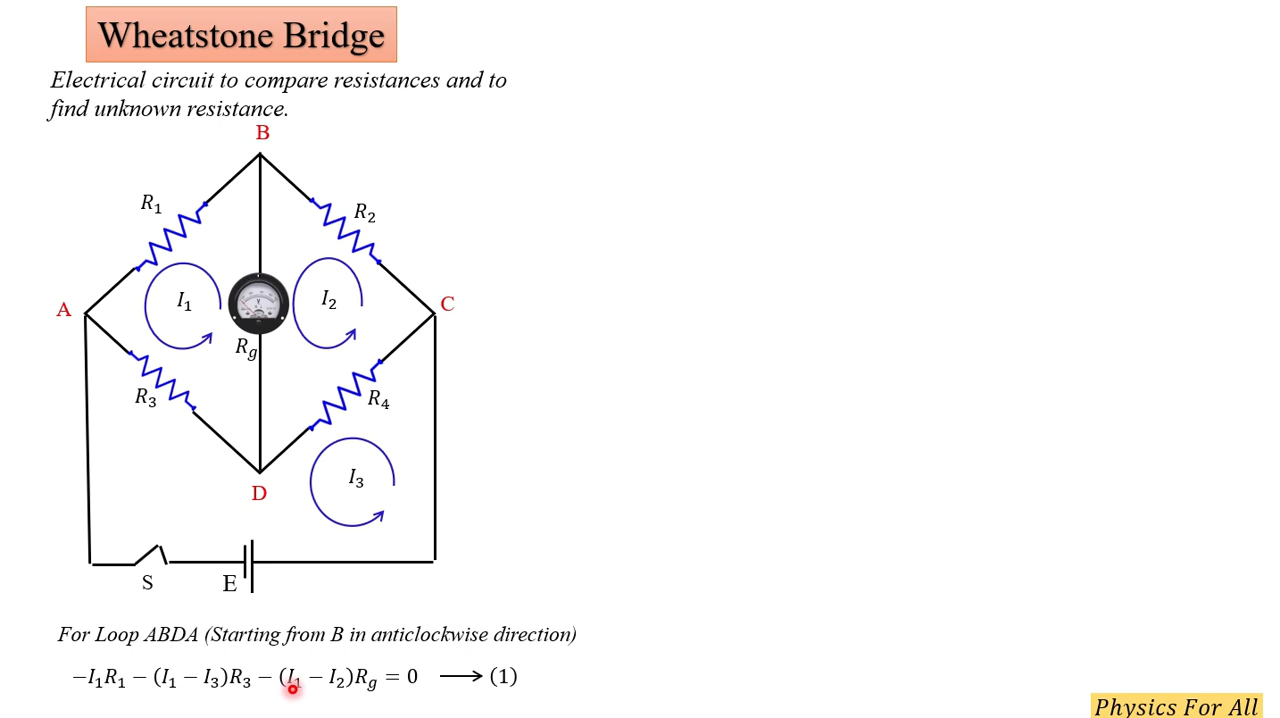 Wheatstone Bridge
Electrical circuit to compare resistances and to
find unknown resistance.
B
R₁
R₂
A
I₁
I₂
C
R_g
R₃
R₄
I₃
D
S
E
For Loop ABDA (Starting from B in anticlockwise direction)
−I₁R₁ − (I₁ − I₃)R₃ − (I₁ − I₂)R_g = 0 ⟶ (1)
Physics For All